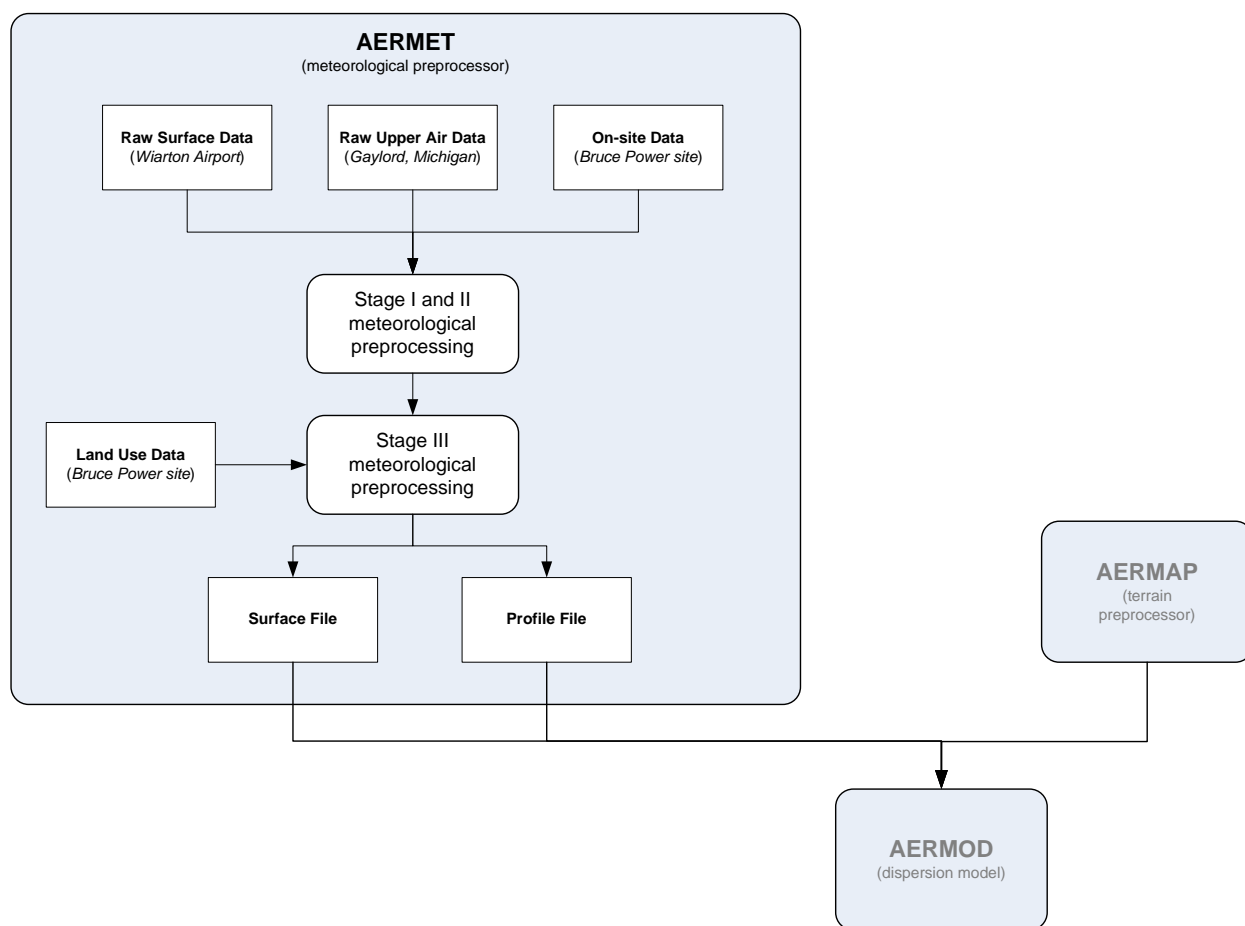 AERMET
(meteorological preprocessor)
Raw Surface Data
(Wiarton Airport)
Raw Upper Air Data
(Gaylord, Michigan)
On-site Data
(Bruce Power site)
Stage I and II
meteorological
preprocessing
Land Use Data
(Bruce Power site)
Stage III
meteorological
preprocessing
Surface File
Profile File
AERMAP
(terrain
preprocessor)
AERMOD
(dispersion model)